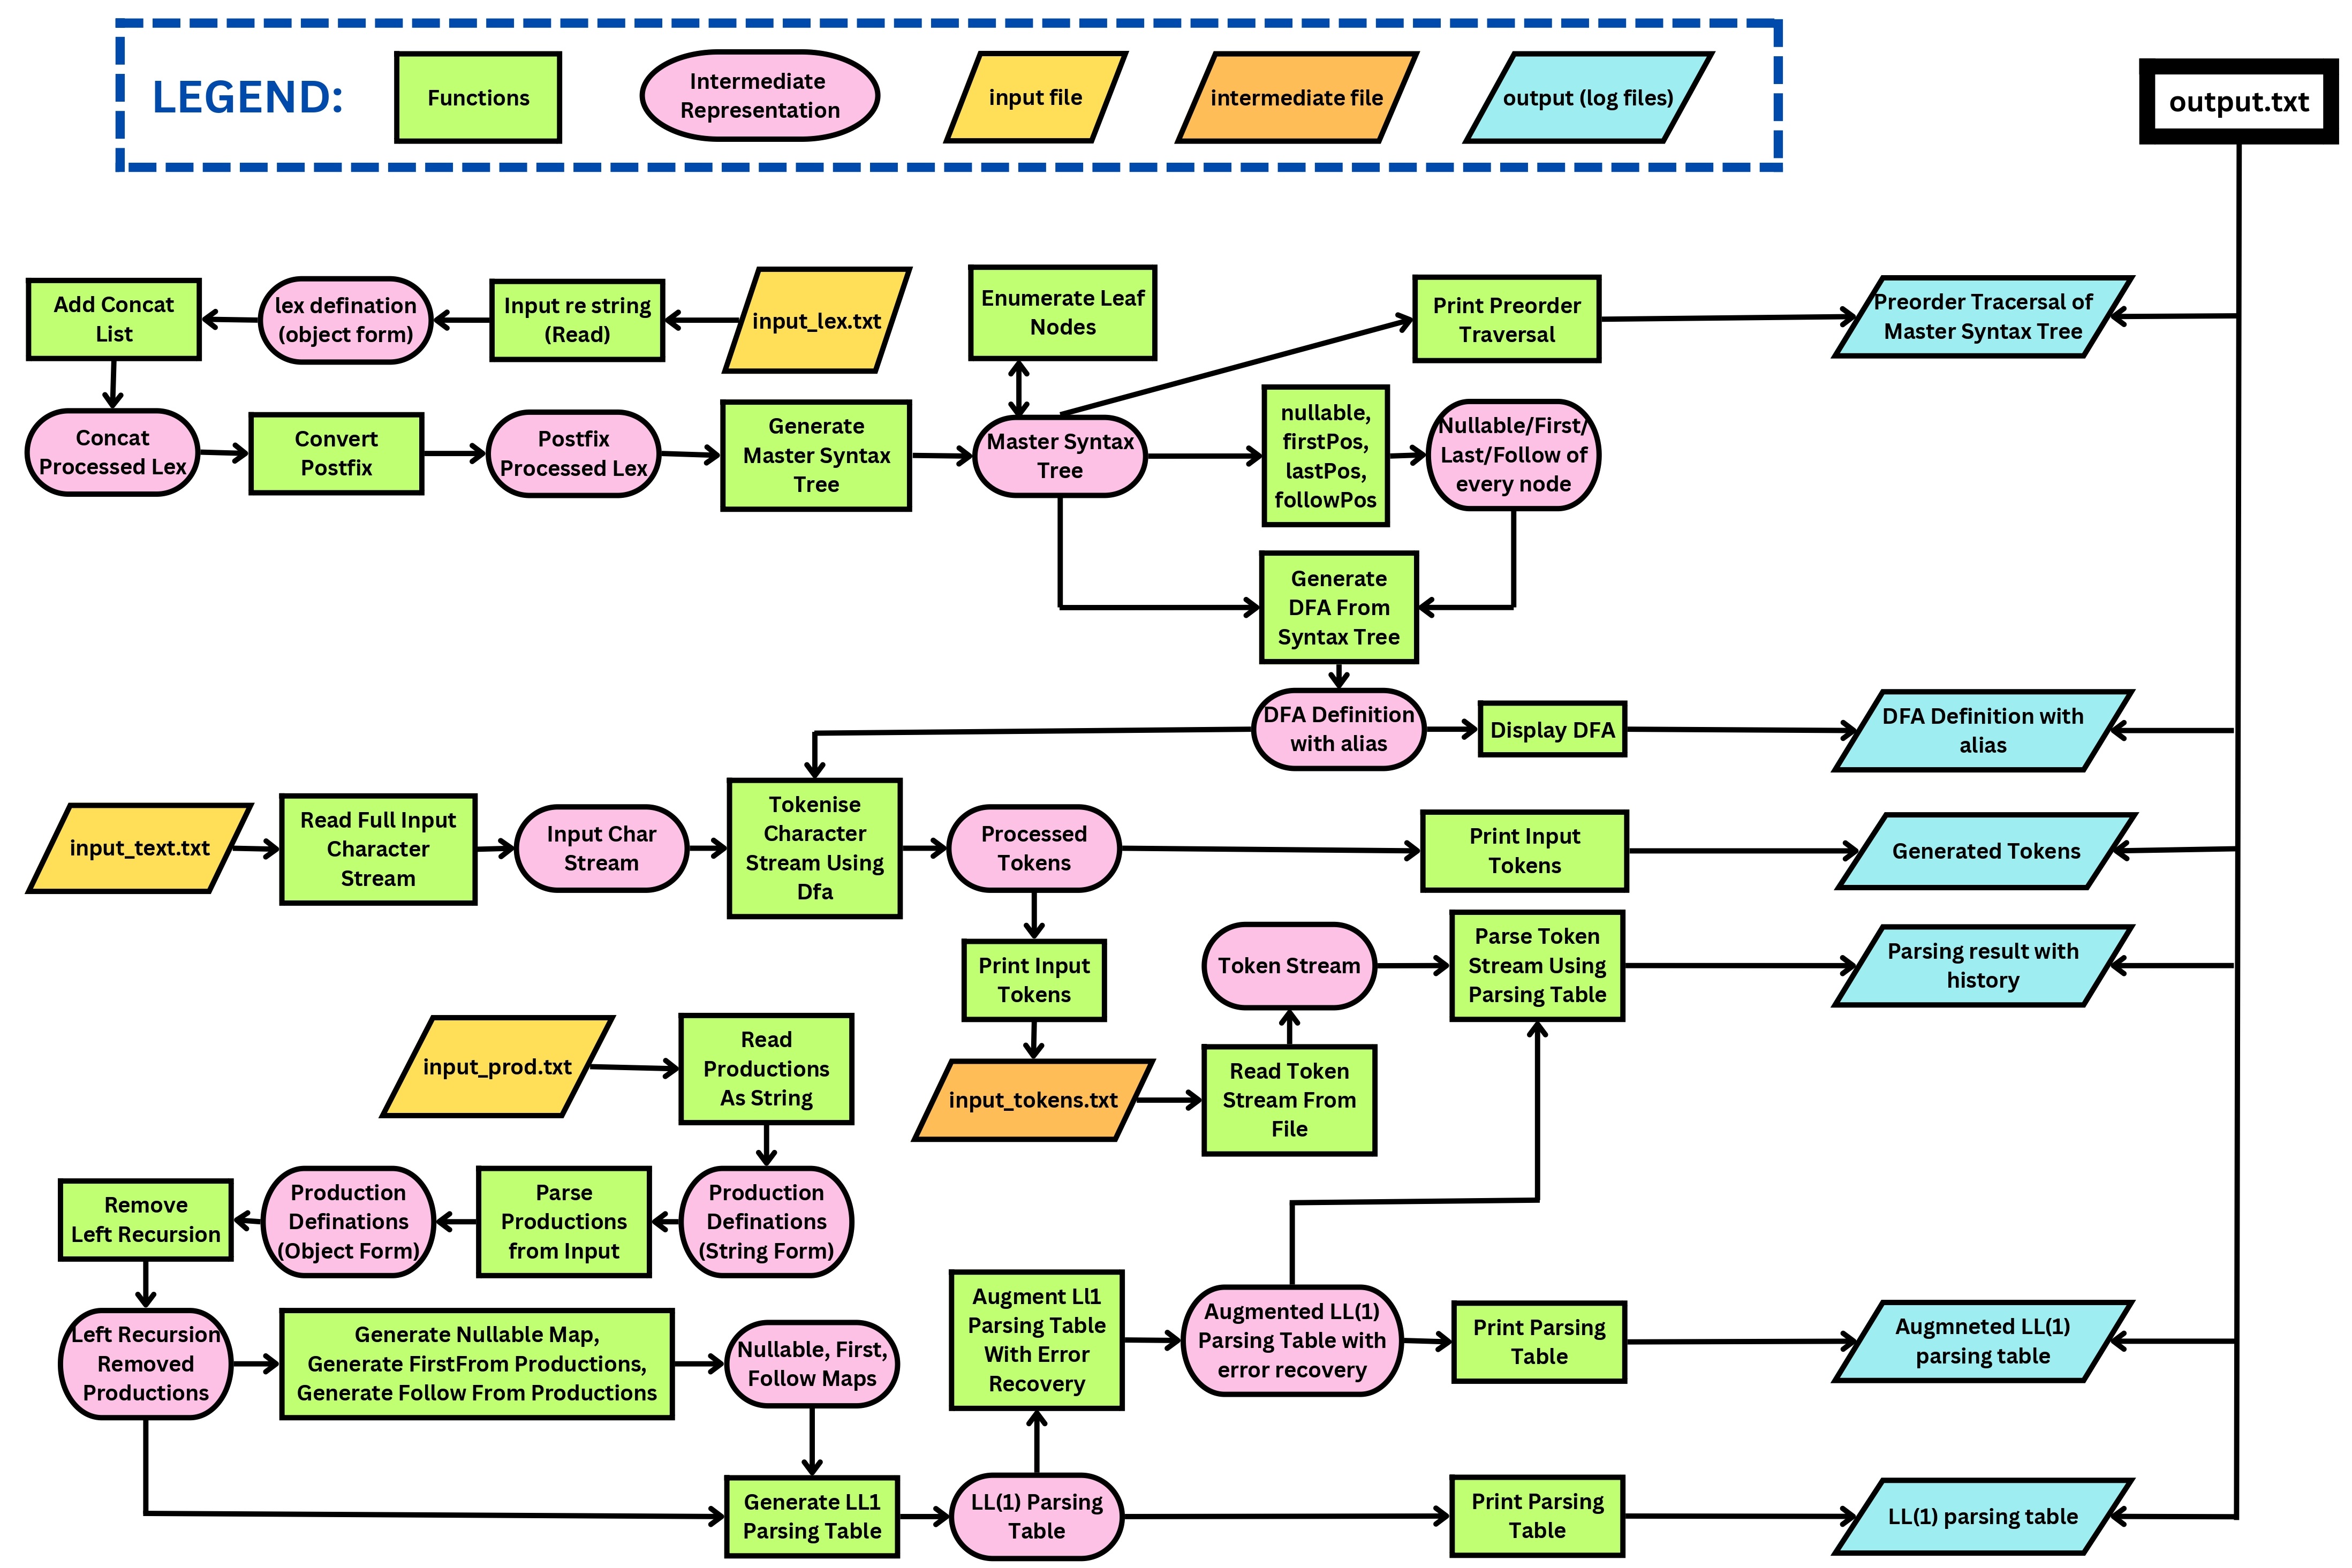 LEGEND:
Functions
Intermediate
Representation
input file
intermediate file
output (log files)
output.txt
Add Concat
List
lex defination
(object form)
Input re string
(Read)
input_lex.txt
Enumerate Leaf
Nodes
Print Preorder
Traversal
Preorder Tracersal of
Master Syntax Tree
Concat
Processed Lex
Convert
Postfix
Postfix
Processed Lex
Generate
Master Syntax
Tree
Master Syntax
Tree
nullable,
firstPos,
lastPos,
followPos
Nullable/First/
Last/Follow of
every node
Generate
DFA From
Syntax Tree
DFA Definition
with alias
Display DFA
DFA Definition with
alias
input_text.txt
Read Full Input
Character
Stream
Input Char
Stream
Tokenise
Character
Stream Using
Dfa
Processed
Tokens
Print Input
Tokens
Generated Tokens
Print Input
Tokens
Token Stream
Parse Token
Stream Using
Parsing Table
Parsing result with
history
input_prod.txt
Read
Productions
As String
input_tokens.txt
Read Token
Stream From
File
Remove
Left Recursion
Production
Definations
(Object Form)
Parse
Productions
from Input
Production
Definations
(String Form)
Left Recursion
Removed
Productions
Generate Nullable Map,
Generate FirstFrom Productions,
Generate Follow From Productions
Nullable, First,
Follow Maps
Augment Ll1
Parsing Table
With Error
Recovery
Augmented LL(1)
Parsing Table with
error recovery
Print Parsing
Table
Augmneted LL(1)
parsing table
Generate LL1
Parsing Table
LL(1) Parsing
Table
Print Parsing
Table
LL(1) parsing table